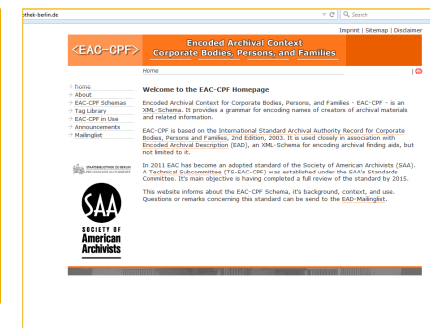 othek-berlin.de
Search
Imprint | Sitemap | Disclaimer
<EAC-CPF>
Encoded Archival Context
Corporate Bodies, Persons, and Families
Home
home
About
EAC-CPF Schemas
Tag Library
EAC-CPF in Use
Announcements
Mailinglist
Welcome to the EAC-CPF Homepage
Encoded Archival Context for Corporate Bodies, Persons, and Families - EAC-CPF - is an
XML-Schema. It provides a grammar for encoding names of creators of archival materials
and related information.
EAC-CPF is based on the International Standard Archival Authority Record for Corporate
Bodies, Persons and Families, 2nd Edition, 2003. It is used closely in association with
Encoded Archival Description (EAD), an XML-Schema for encoding archival finding aids, but
not limited to it.
In 2011 EAC has become an adopted standard of the Society of American Archivists (SAA).
A Technical Subcommittee (TS-EAC-CPF) was established under the SAA's Standards
Committee. It's main objective is having completed a full review of the standard by 2015.
This website informs about the EAC-CPF Schema, it's background, context, and use.
Questions or remarks concerning this standard can be send to the EAD-Mailinglist.
STAATSBIBLIOTHEK ZU BERLIN
SAA
SOCIETY OF
American
Archivists